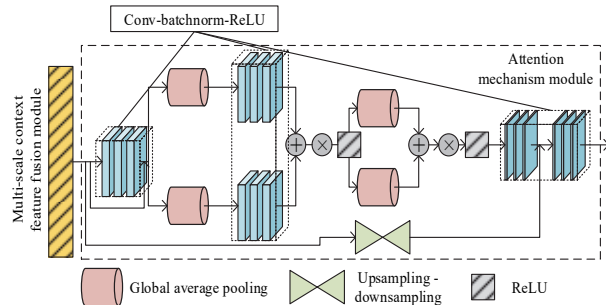 Conv-batchnorm-ReLU
Attention
mechanism module
Multi-scale context
feature fusion module
Global average pooling
Upsampling -
downsampling
ReLU